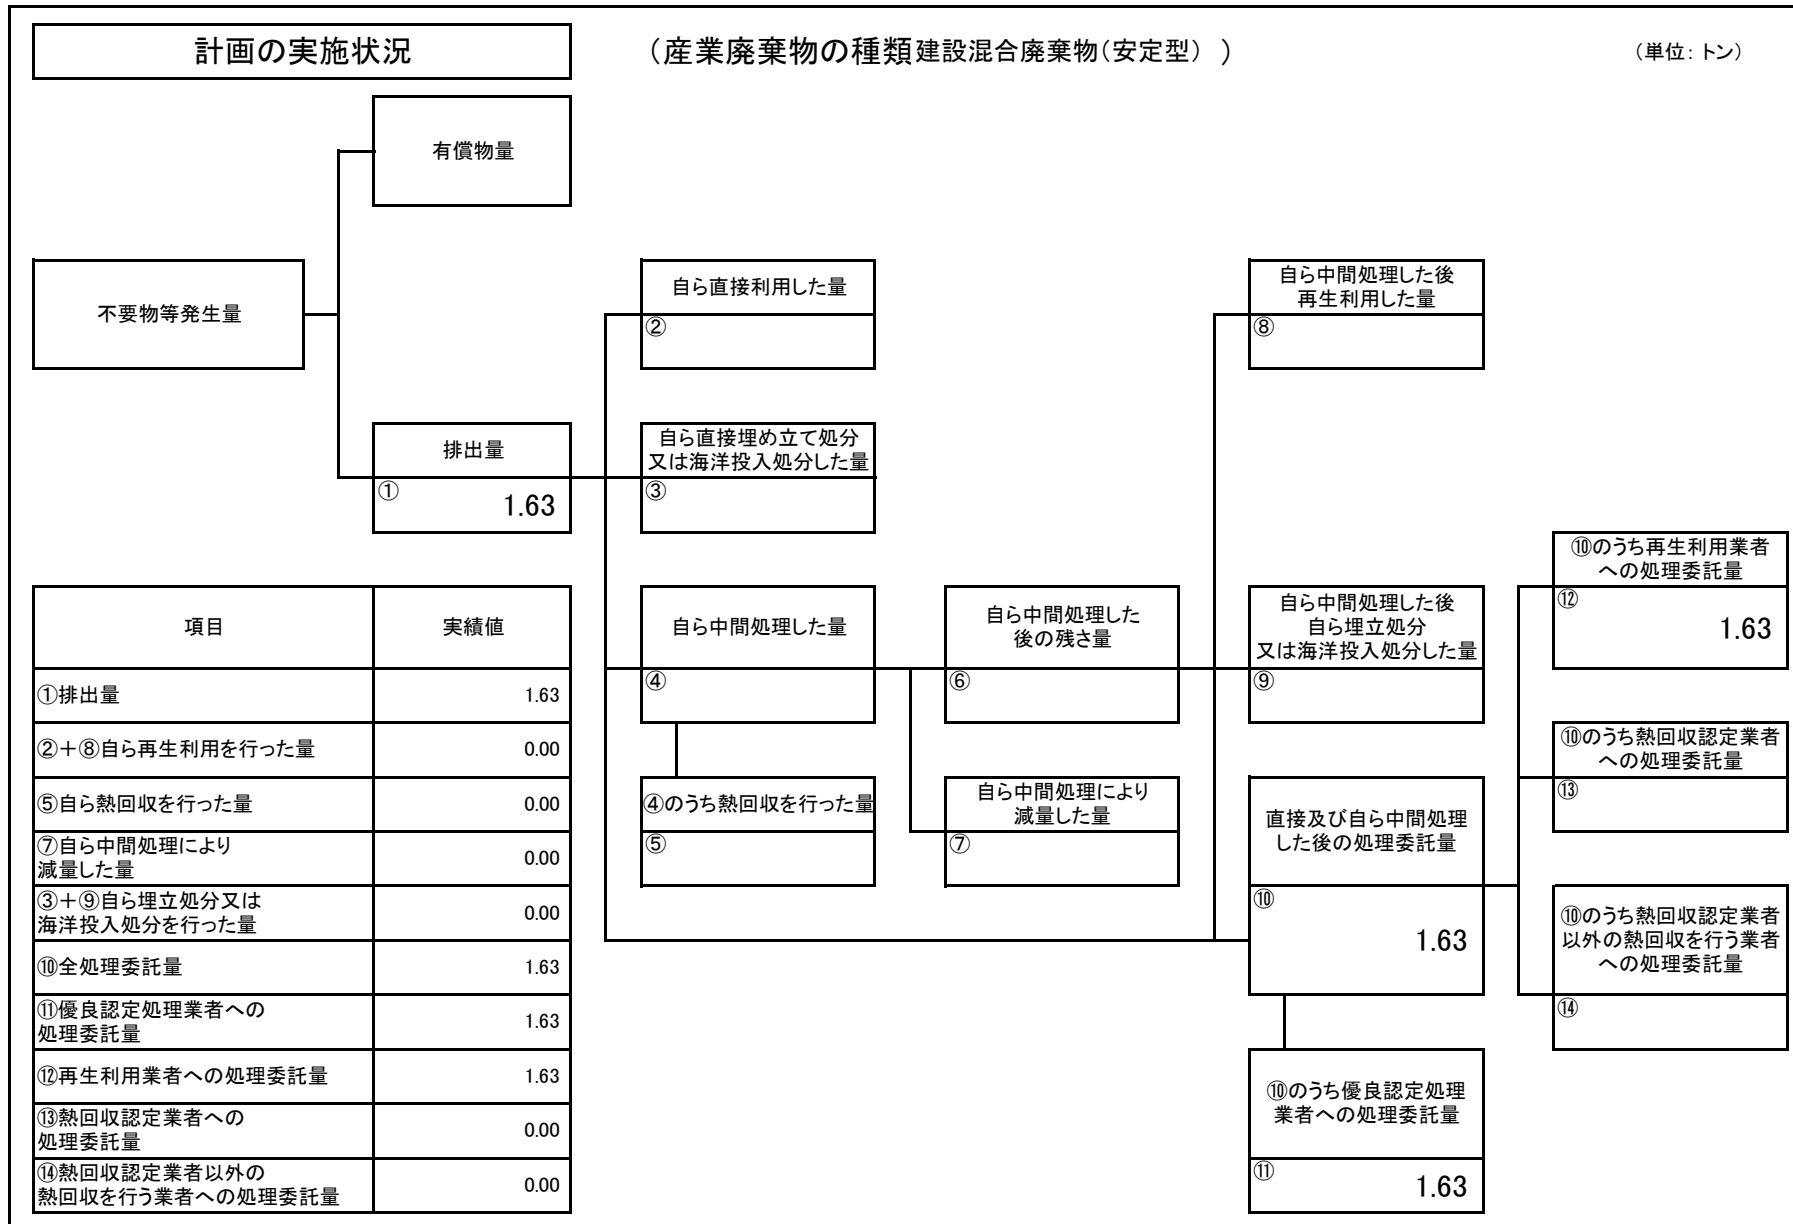 計画の実施状況
（産業廃棄物の種類建設混合廃棄物（安定型） ）
（単位：トン）
有償物量
不要物等発生量
自ら直接利用した量
②
自ら中間処理した後
再生利用した量
⑧
排出量
①
1.63
自ら直接埋め立て処分
又は海洋投入処分した量
③
⑩のうち再生利用業者
への処理委託量
⑫
1.63
自ら中間処理した量
④
自ら中間処理した
後の残さ量
⑥
自ら中間処理した後
自ら埋立処分
又は海洋投入処分した量
⑨
⑩のうち熱回収認定業者
への処理委託量
⑬
④のうち熱回収を行った量
⑤
自ら中間処理により
減量した量
⑦
直接及び自ら中間処理
した後の処理委託量
⑩
1.63
⑩のうち熱回収認定業者
以外の熱回収を行う業者
への処理委託量
⑭
⑩のうち優良認定処理
業者への処理委託量
⑪
1.63
項目 実績値
①排出量 1.63
②＋⑧自ら再生利用を行った量 0.00
⑤自ら熱回収を行った量 0.00
⑦自ら中間処理により
減量した量 0.00
③＋⑨自ら埋立処分又は
海洋投入処分を行った量 0.00
⑩全処理委託量 1.63
⑪優良認定処理業者への
処理委託量 1.63
⑫再生利用業者への処理委託量 1.63
⑬熱回収認定業者への
処理委託量 0.00
⑭熱回収認定業者以外の
熱回収を行う業者への処理委託量 0.00